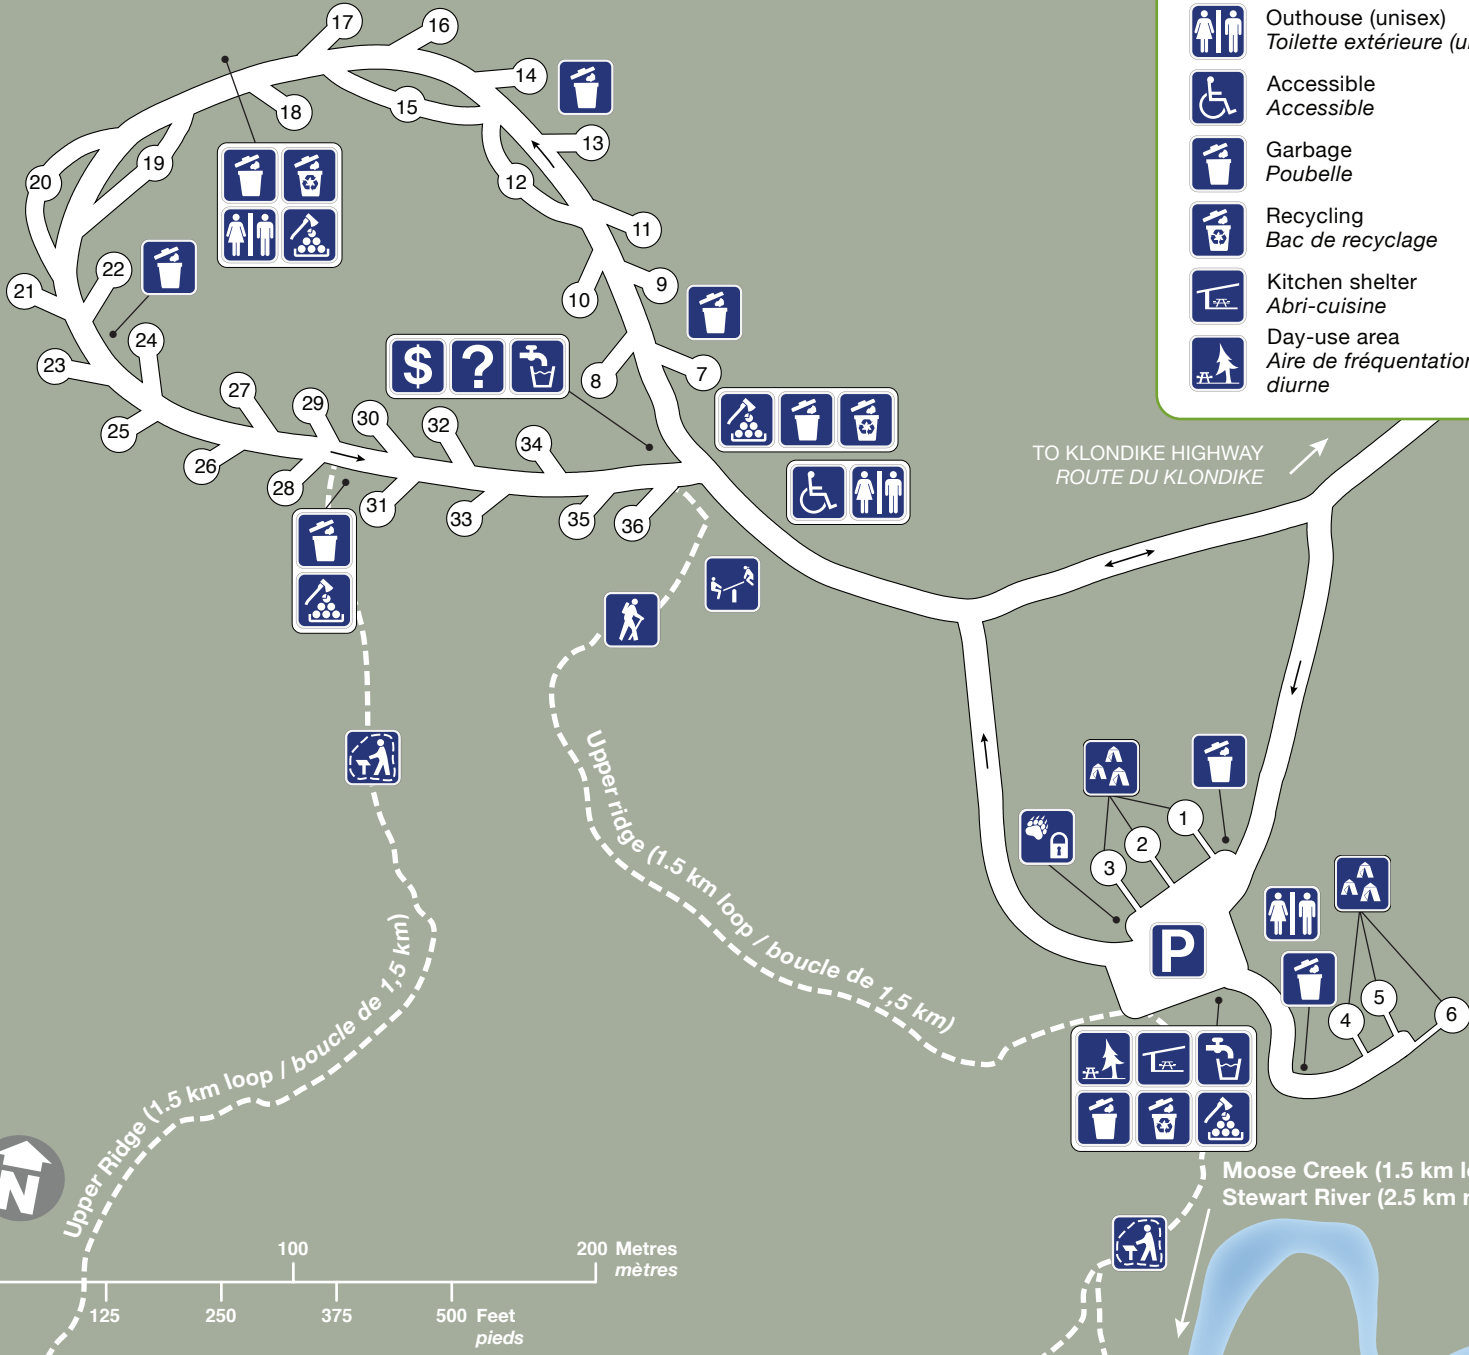 Outhouse (unisex)
Toilette extérieure
Accessible
Accessible
Garbage
Poubelle
Recycling
Bac de recyclage
Kitchen shelter
Abri-cuisine
Day-use area
Aire de fréquentation
diurne
17
16
14
15
18
13
19
12
20
11
22
9
21
10
24
23
8
7
$
?
27
29
30
32
34
25
26
28
31
33
35
36
TO KLONDIKE HIGHWAY
ROUTE DU KLONDIKE
1
2
3
P
5
4
6
Upper ridge (1.5 km loop / boucle de 1,5 km)
Upper Ridge (1.5 km loop / boucle de 1,5 km)
N
Moose Creek (1.5 km
Stewart River (2.5 km
100
200 Metres
mètres
125
250
375
500 Feet
pieds